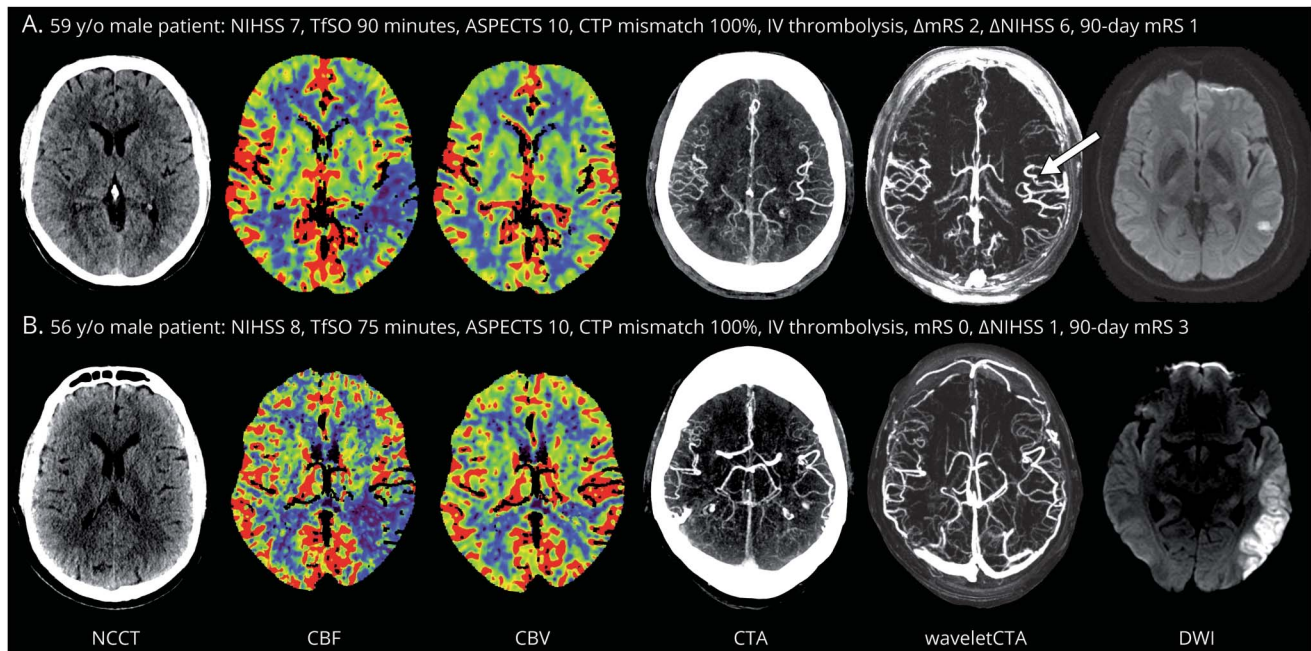 A. 59 y/o male patient: NIHSS 7, TfSO 90 minutes, ASPECTS 10, CTP mismatch 100%, IV thrombolysis, ΔmRS 2, ΔNIHSS 6, 90-day mRS 1
B. 56 y/o male patient: NIHSS 8, TfSO 75 minutes, ASPECTS 10, CTP mismatch 100%, IV thrombolysis, mRS 0, ΔNIHSS 1, 90-day mRS 3
NCCT CBF CBV CTA waveletCTA DWI